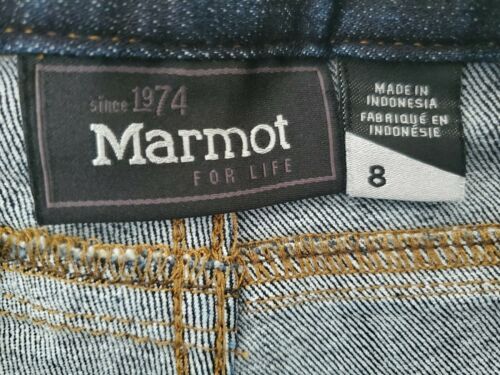 since 1974
Marmot
FOR LIFE
MADE IN
INDONESIA
FABRIQUÉ EN
INDONÉSIE
8